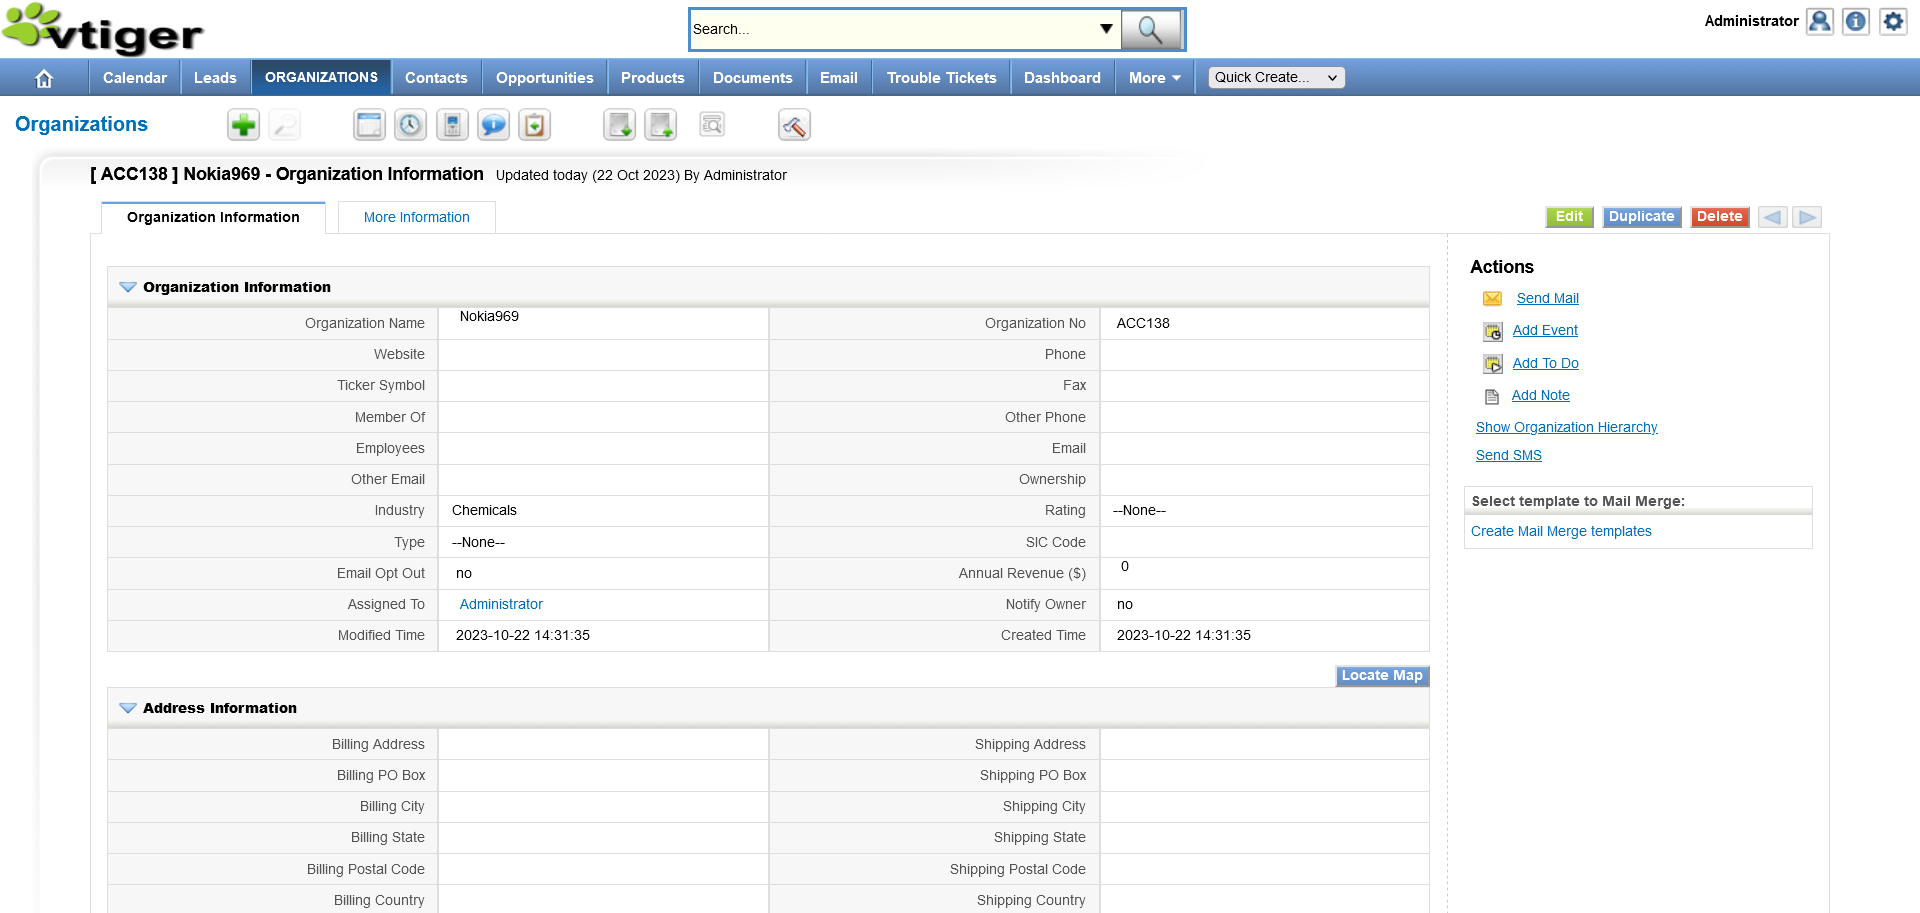 vtiger
Search...
Administrator
Calendar Leads ORGANIZATIONS Contacts Opportunities Products Documents Email Trouble Tickets Dashboard More Quick Create...
Organizations
[ ACC138 ] Nokia969 - Organization Information Updated today (22 Oct 2023) By Administrator
Organization Information More Information Edit Duplicate Delete
Organization Information
Organization Name Nokia969 Organization No ACC138
Website Phone
Ticker Symbol Fax
Member Of Other Phone
Employees Email
Other Email Ownership
Industry Chemicals Rating --None--
Type --None-- SIC Code
Email Opt Out no Annual Revenue ($) 0
Assigned To Administrator Notify Owner no
Modified Time 2023-10-22 14:31:35 Created Time 2023-10-22 14:31:35
Locate Map
Address Information
Billing Address Shipping Address
Billing PO Box Shipping PO Box
Billing City Shipping City
Billing State Shipping State
Billing Postal Code Shipping Postal Code
Billing Country Shipping Country
Actions
Send Mail
Add Event
Add To Do
Add Note
Show Organization Hierarchy
Send SMS
Select template to Mail Merge:
Create Mail Merge templates